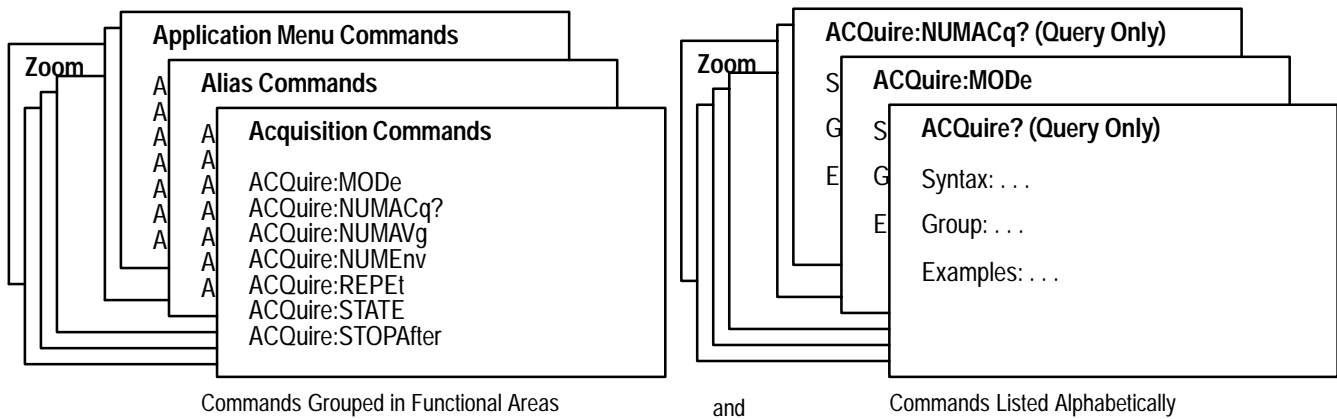 Application Menu Commands
Zoom
A
A
A
A
A
A
A
Alias Commands
A
A
A
A
A
A
A
Acquisition Commands
ACQuire:MODe
ACQuire:NUMACq?
ACQuire:NUMAVg
ACQuire:NUMEnv
ACQuire:REPEt
ACQuire:STATE
ACQuire:STOPAfter
Commands Grouped in Functional Areas
and
ACQuire:NUMACq? (Query Only)
Zoom
S
G
E
ACQuire:MODe
S
G
E
ACQuire? (Query Only)
Syntax: . . .
Group: . . .
Examples: . . .
Commands Listed Alphabetically